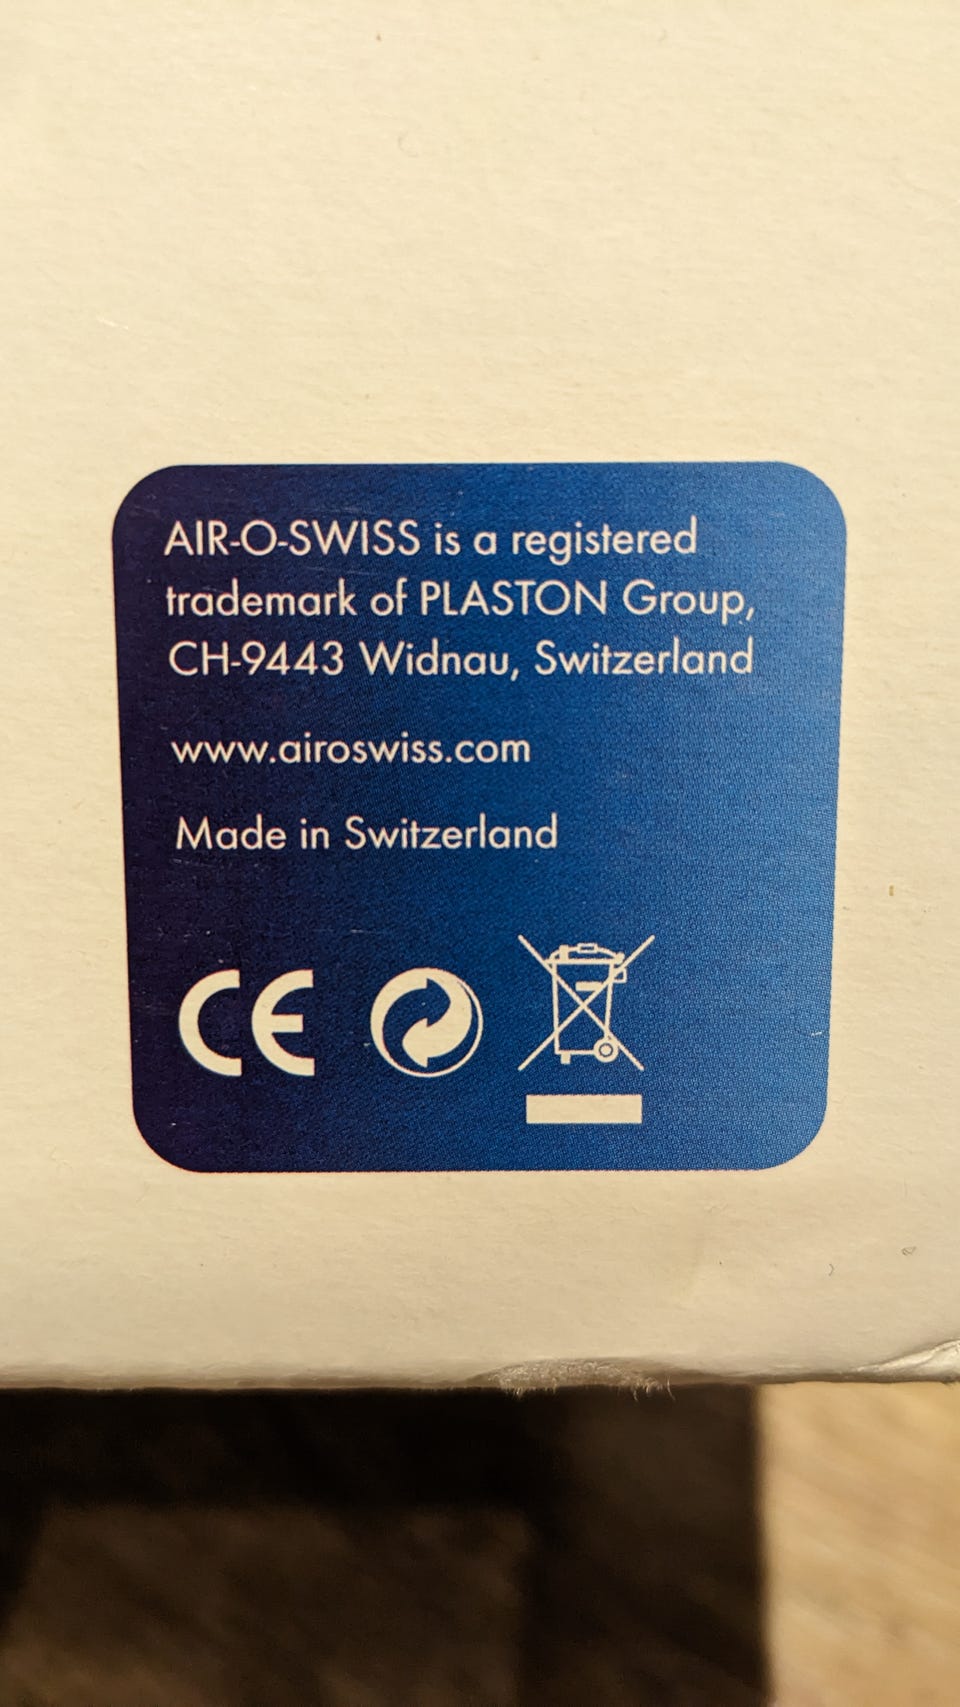 AIR-O-SWISS is a registered
trademark of PLASTON Group,
CH-9443 Widnau, Switzerland
www.airoswiss.com
Made in Switzerland
CE